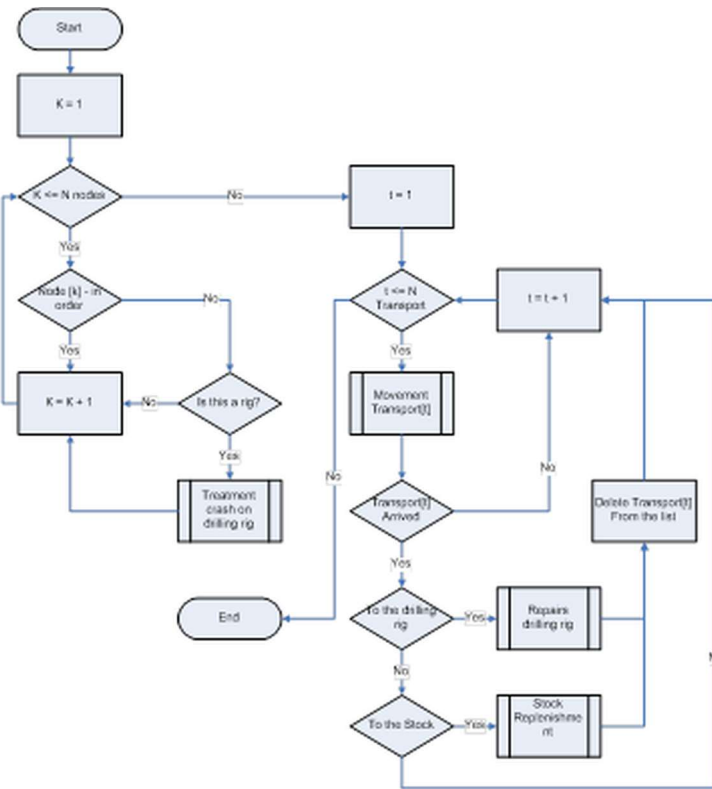 Start
K = 1
K <= N nodes
No
t = 1
Yes
Node [k] - in
order
No
t <= N
Transport
t = t + 1
Yes
Yes
K = K + 1
No
Is this a rig?
Movement
Transport[t]
Yes
No
No
Treatment
crash on
drilling rig
Transport[t]
Arrived
Delete Transport[t]
From the list
Yes
End
To the drilling
rig
Yes
Repairs
drilling rig
No
To the Stock
Yes
Stock
Replenishme
nt